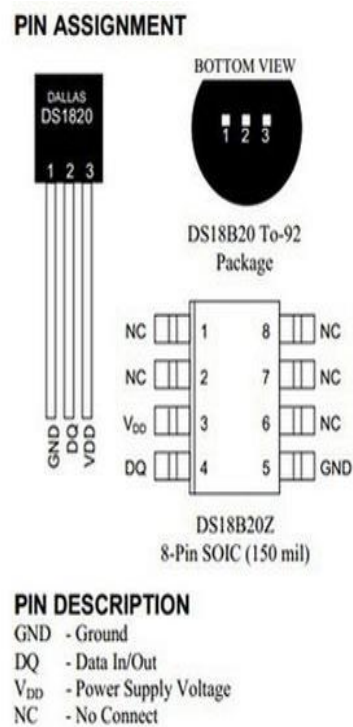 PIN ASSIGNMENT
BOTTOM VIEW
DALLAS
DS1820
1 2 3
1 2 3
GND
DQ
VDD
DS18B20 To-92
Package
NC 1 8 NC
NC 2 7 NC
VDD 3 6 NC
DQ 4 5 GND
DS18B20Z
8-Pin SOIC (150 mil)
PIN DESCRIPTION
GND - Ground
DQ - Data In/Out
VDD - Power Supply Voltage
NC - No Connect